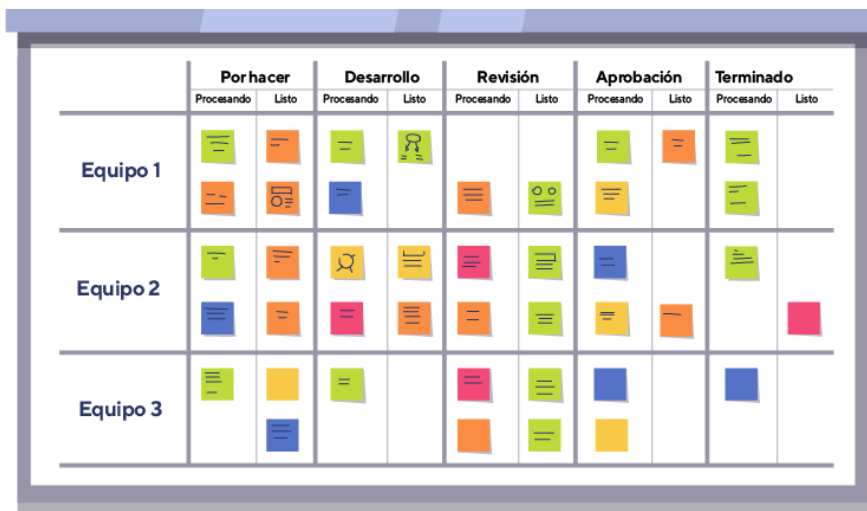 Por hacer Desarrollo Revisión Aprobación Terminado
Procesando Listo Procesando Listo Procesando Listo Procesando Listo Procesando Listo
Equipo 1
Equipo 2
Equipo 3